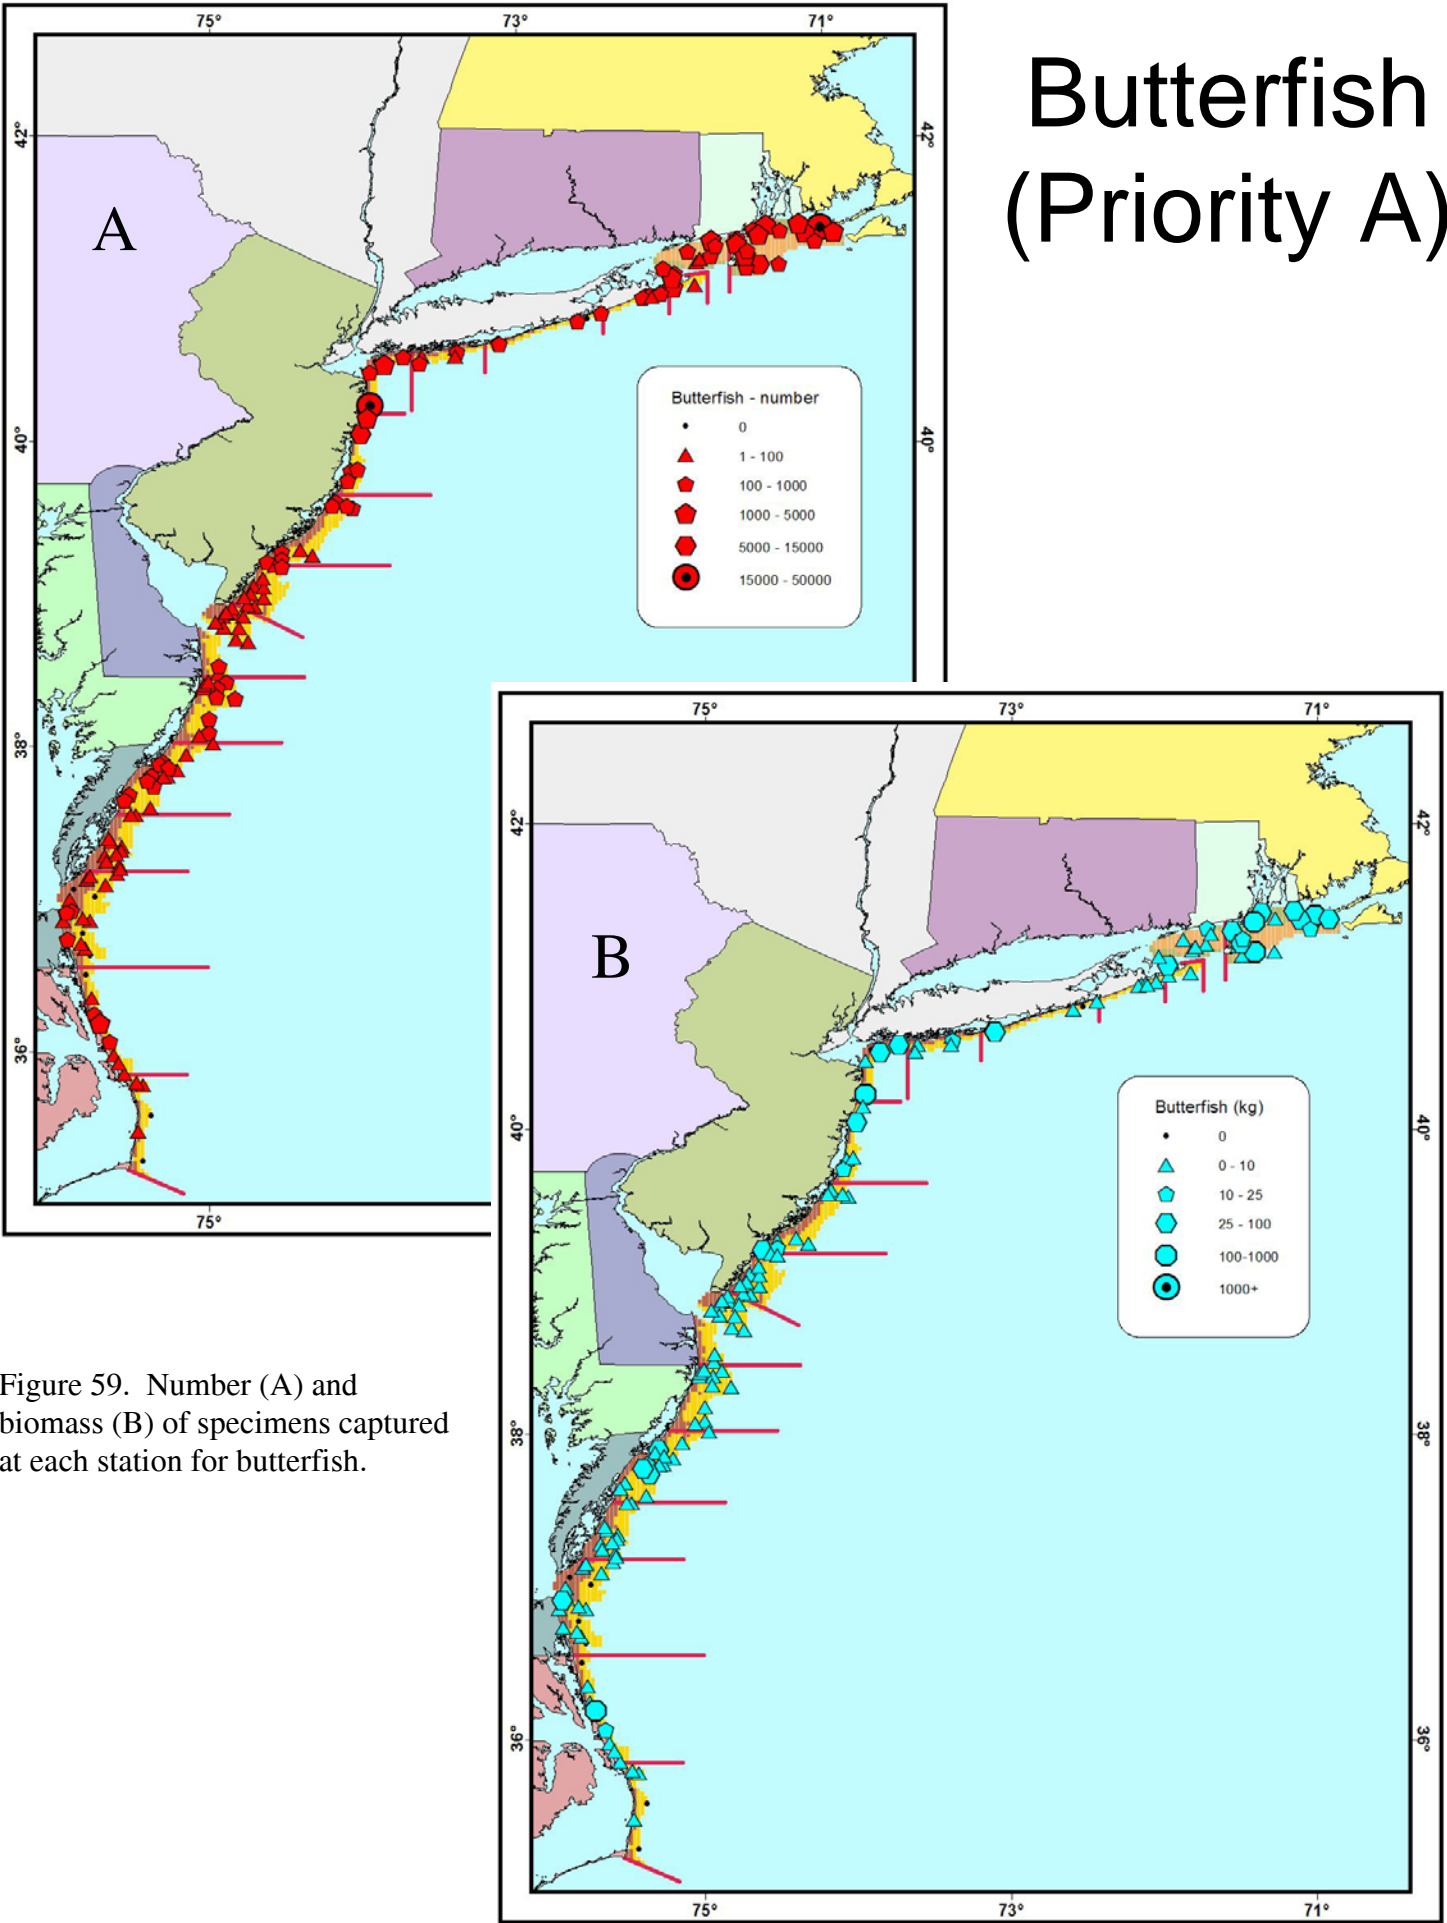 Butterfish
(Priority A)
75°
73°
71°
42°
42°
A
Butterfish - number
0
1 - 100
100 - 1000
1000 - 5000
5000 - 15000
15000 - 50000
40°
40°
38°
36°
75°
75°
73°
71°
42°
42°
B
Butterfish (kg)
0
0 - 10
10 - 25
25 - 100
100-1000
1000+
40°
40°
38°
38°
36°
36°
75°
73°
71°
Figure 59. Number (A) and
biomass (B) of specimens captured
at each station for butterfish.